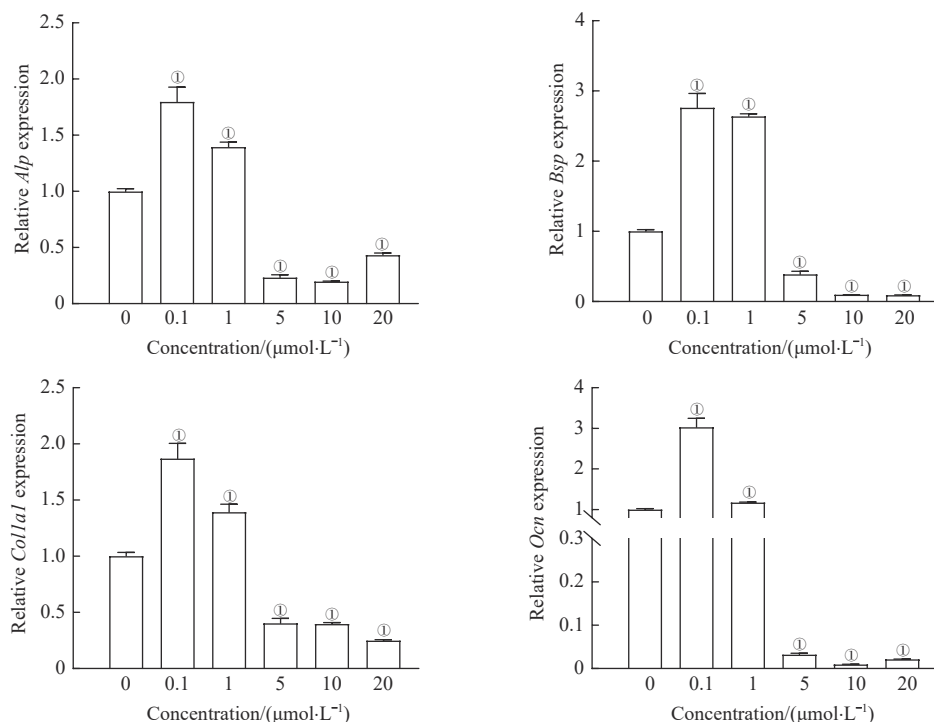 2.5
2.0
1.5
1.0
0.5
0
Relative Alp expression
① ① ① ① ①
0 0.1 1 5 10 20
Concentration/(μmol·L⁻¹)
4
3
2
1
0
Relative Bsp expression
① ① ① ① ①
0 0.1 1 5 10 20
Concentration/(μmol·L⁻¹)
2.5
2.0
1.5
1.0
0.5
0
Relative Col1a1 expression
① ① ① ① ①
0 0.1 1 5 10 20
Concentration/(μmol·L⁻¹)
4
3
2
1
0.3
0.2
0.1
0
Relative Ocn expression
① ① ① ① ①
0 0.1 1 5 10 20
Concentration/(μmol·L⁻¹)